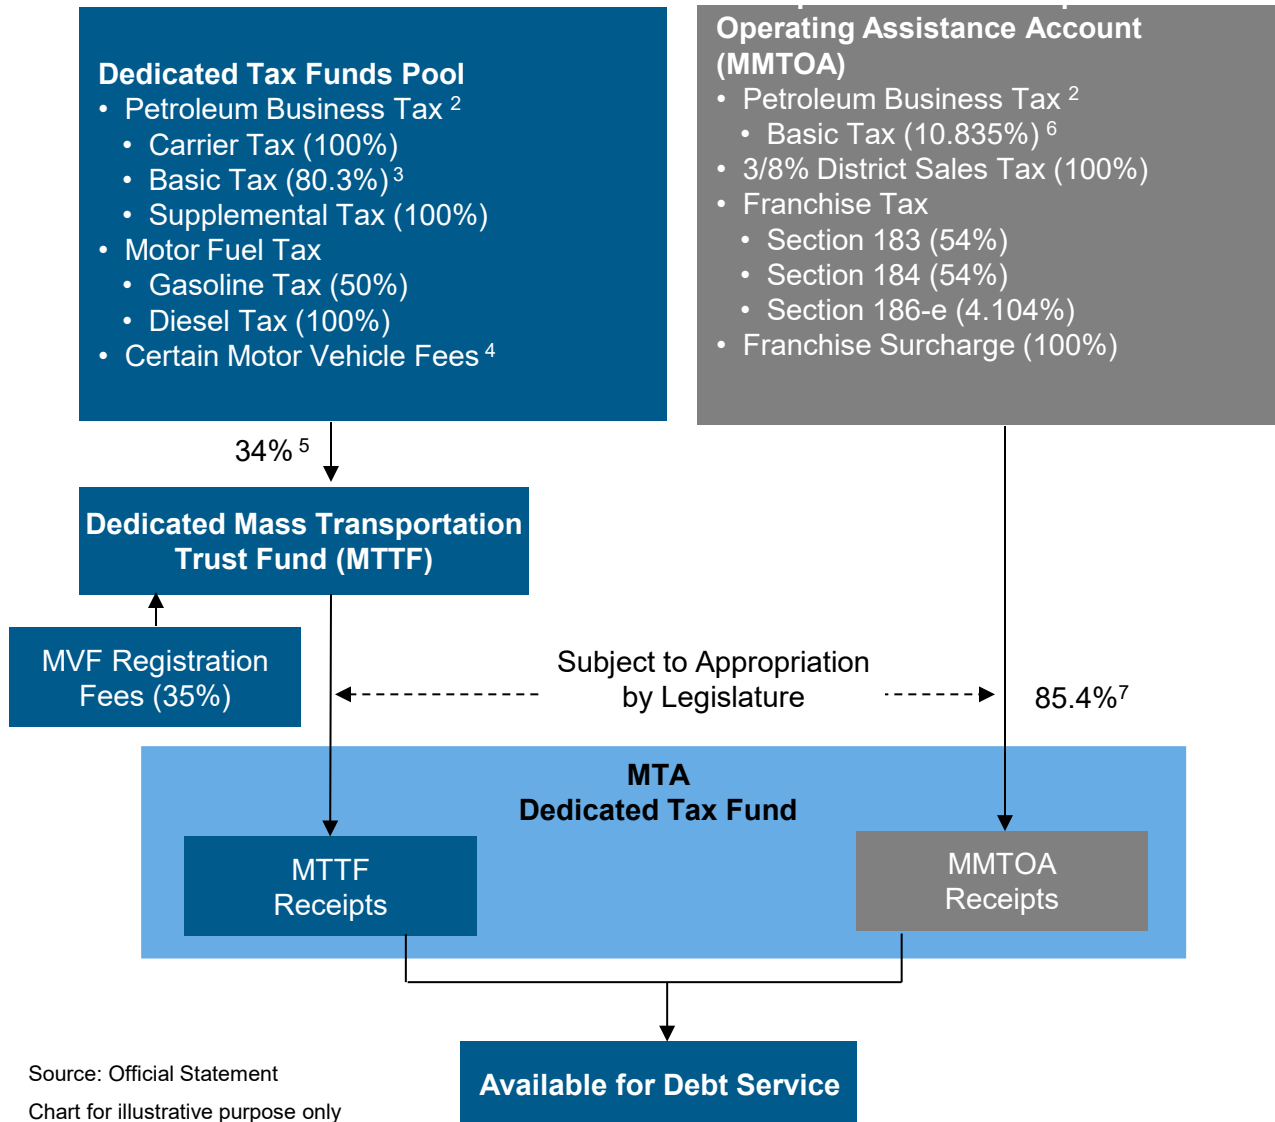 Dedicated Tax Funds Pool
• Petroleum Business Tax 2
• Carrier Tax (100%)
• Basic Tax (80.3%) 3
• Supplemental Tax (100%)
• Motor Fuel Tax
• Gasoline Tax (50%)
• Diesel Tax (100%)
• Certain Motor Vehicle Fees 4
Operating Assistance Account
(MMTOA)
• Petroleum Business Tax 2
• Basic Tax (10.835%) 6
• 3/8% District Sales Tax (100%)
• Franchise Tax
• Section 183 (54%)
• Section 184 (54%)
• Section 186-e (4.104%)
• Franchise Surcharge (100%)
34% 5
Dedicated Mass Transportation
Trust Fund (MTTF)
MVF Registration
Fees (35%)
Subject to Appropriation
by Legislature
85.4%7
MTA
Dedicated Tax Fund
MTTF
Receipts
MMTOA
Receipts
Available for Debt Service
Source: Official Statement
Chart for illustrative purpose only